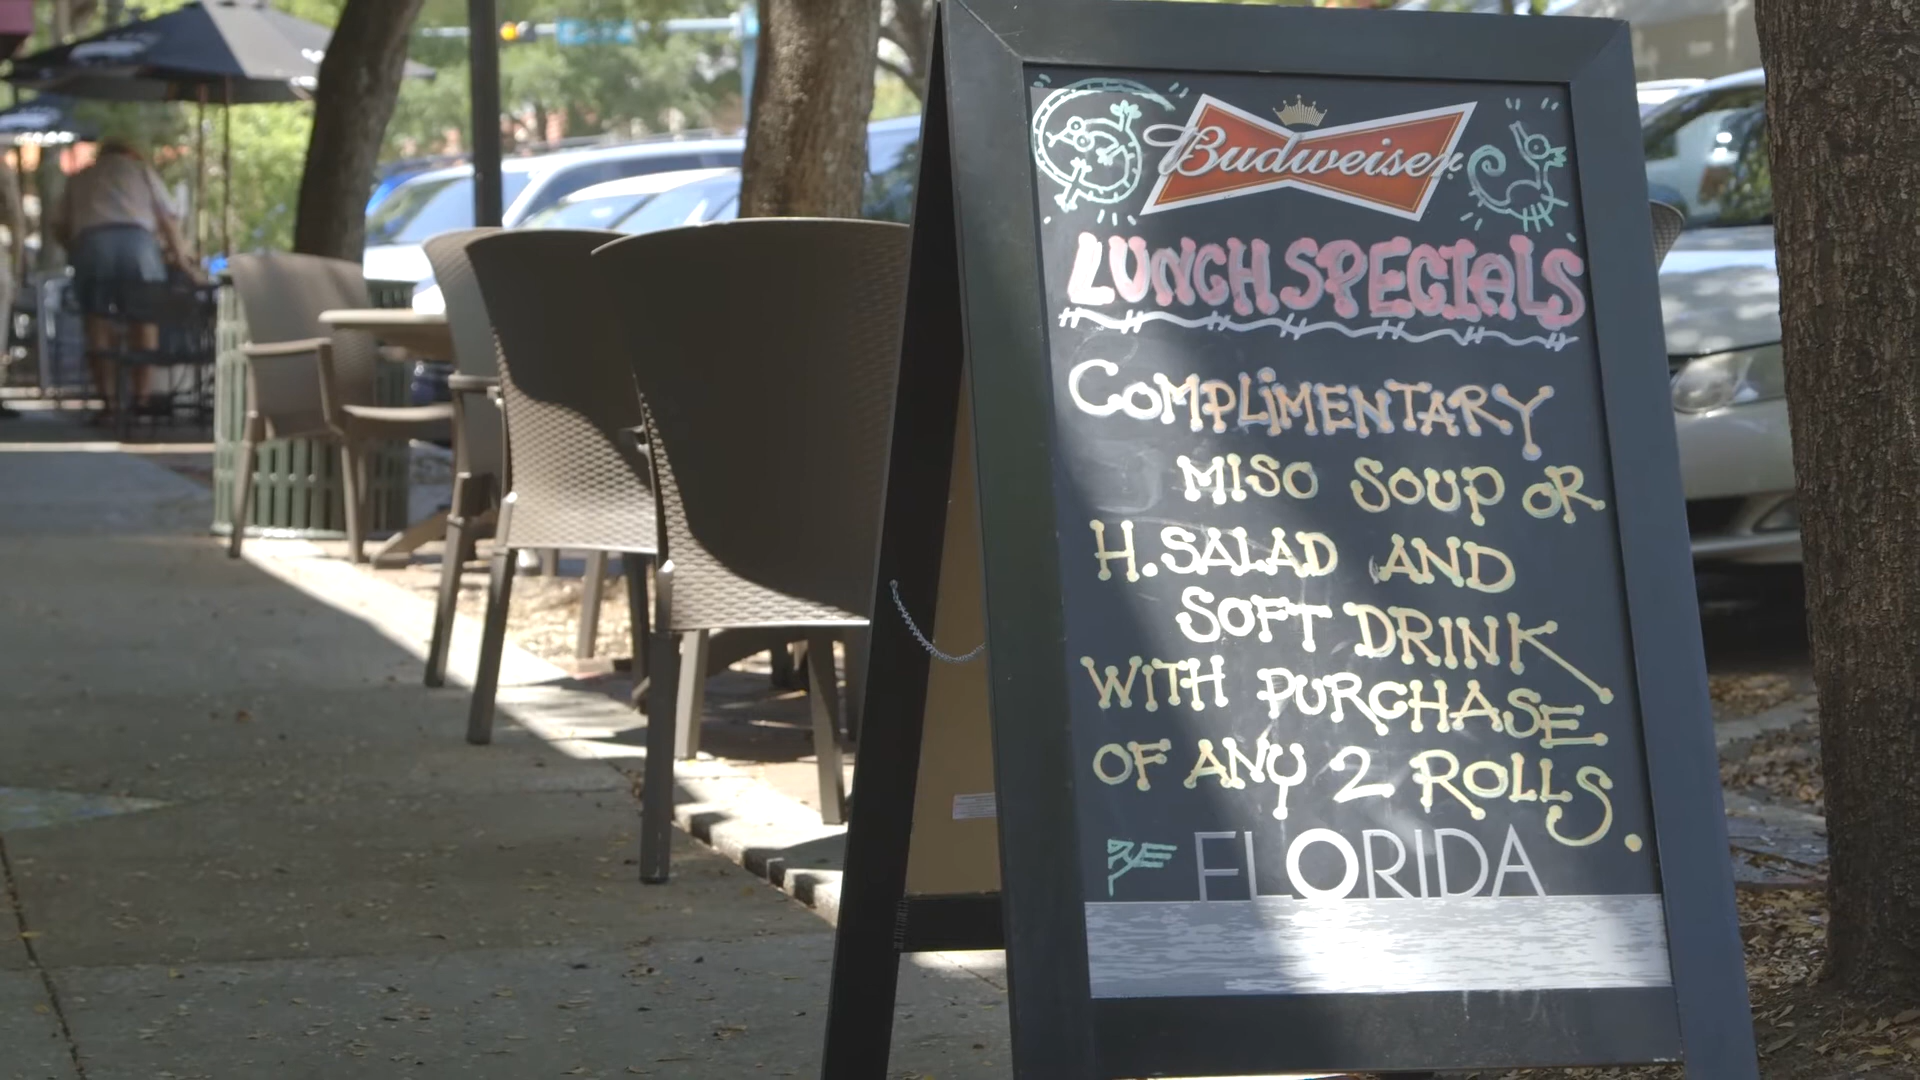 Budweiser
LUNCH SPECIALS
COMPLIMENTARY
MISO SOUP OR
H. SALAD AND
SOFT DRINK
WITH PURCHASE
OF ANY 2 ROLLS.
FLORIDA